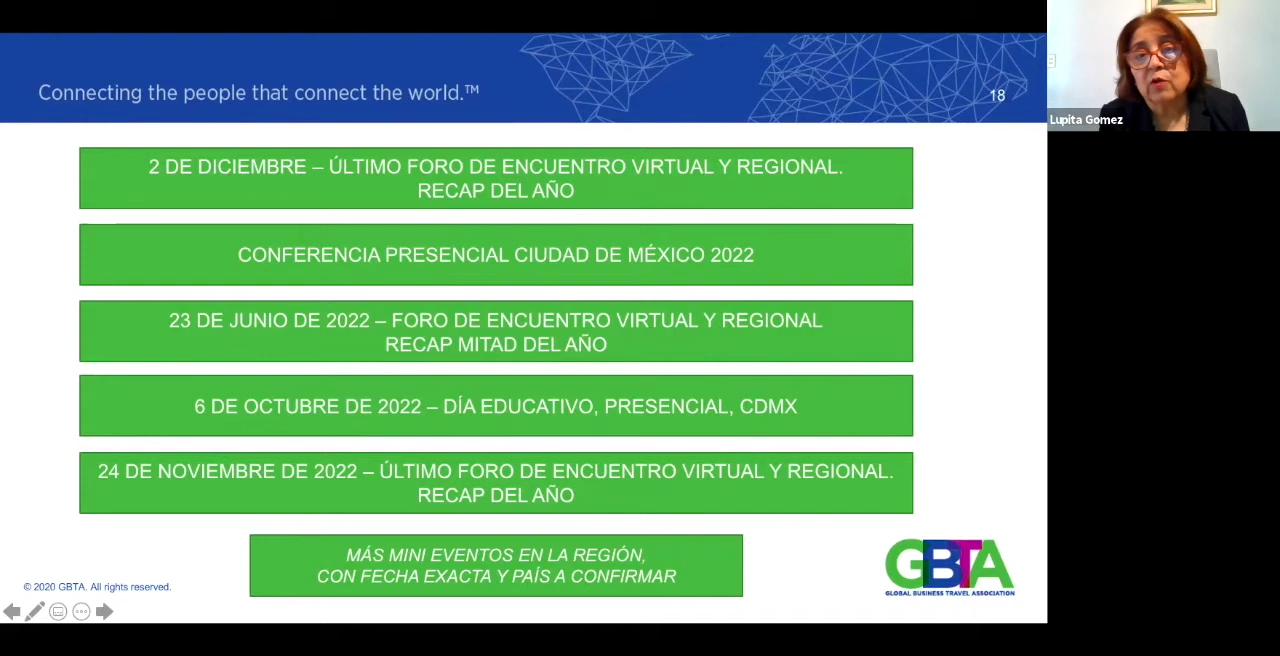 Connecting the people that connect the world.™
18
Lupita Gomez
2 DE DICIEMBRE – ÚLTIMO FORO DE ENCUENTRO VIRTUAL Y REGIONAL.
RECAP DEL AÑO
CONFERENCIA PRESENCIAL CIUDAD DE MÉXICO 2022
23 DE JUNIO DE 2022 – FORO DE ENCUENTRO VIRTUAL Y REGIONAL
RECAP MITAD DEL AÑO
6 DE OCTUBRE DE 2022 – DÍA EDUCATIVO, PRESENCIAL, CDMX
24 DE NOVIEMBRE DE 2022 – ÚLTIMO FORO DE ENCUENTRO VIRTUAL Y REGIONAL.
RECAP DEL AÑO
MÁS MINI EVENTOS EN LA REGIÓN,
CON FECHA EXACTA Y PAÍS A CONFIRMAR
© 2020 GBTA. All rights reserved.
GBTA
GLOBAL BUSINESS TRAVEL ASSOCIATION